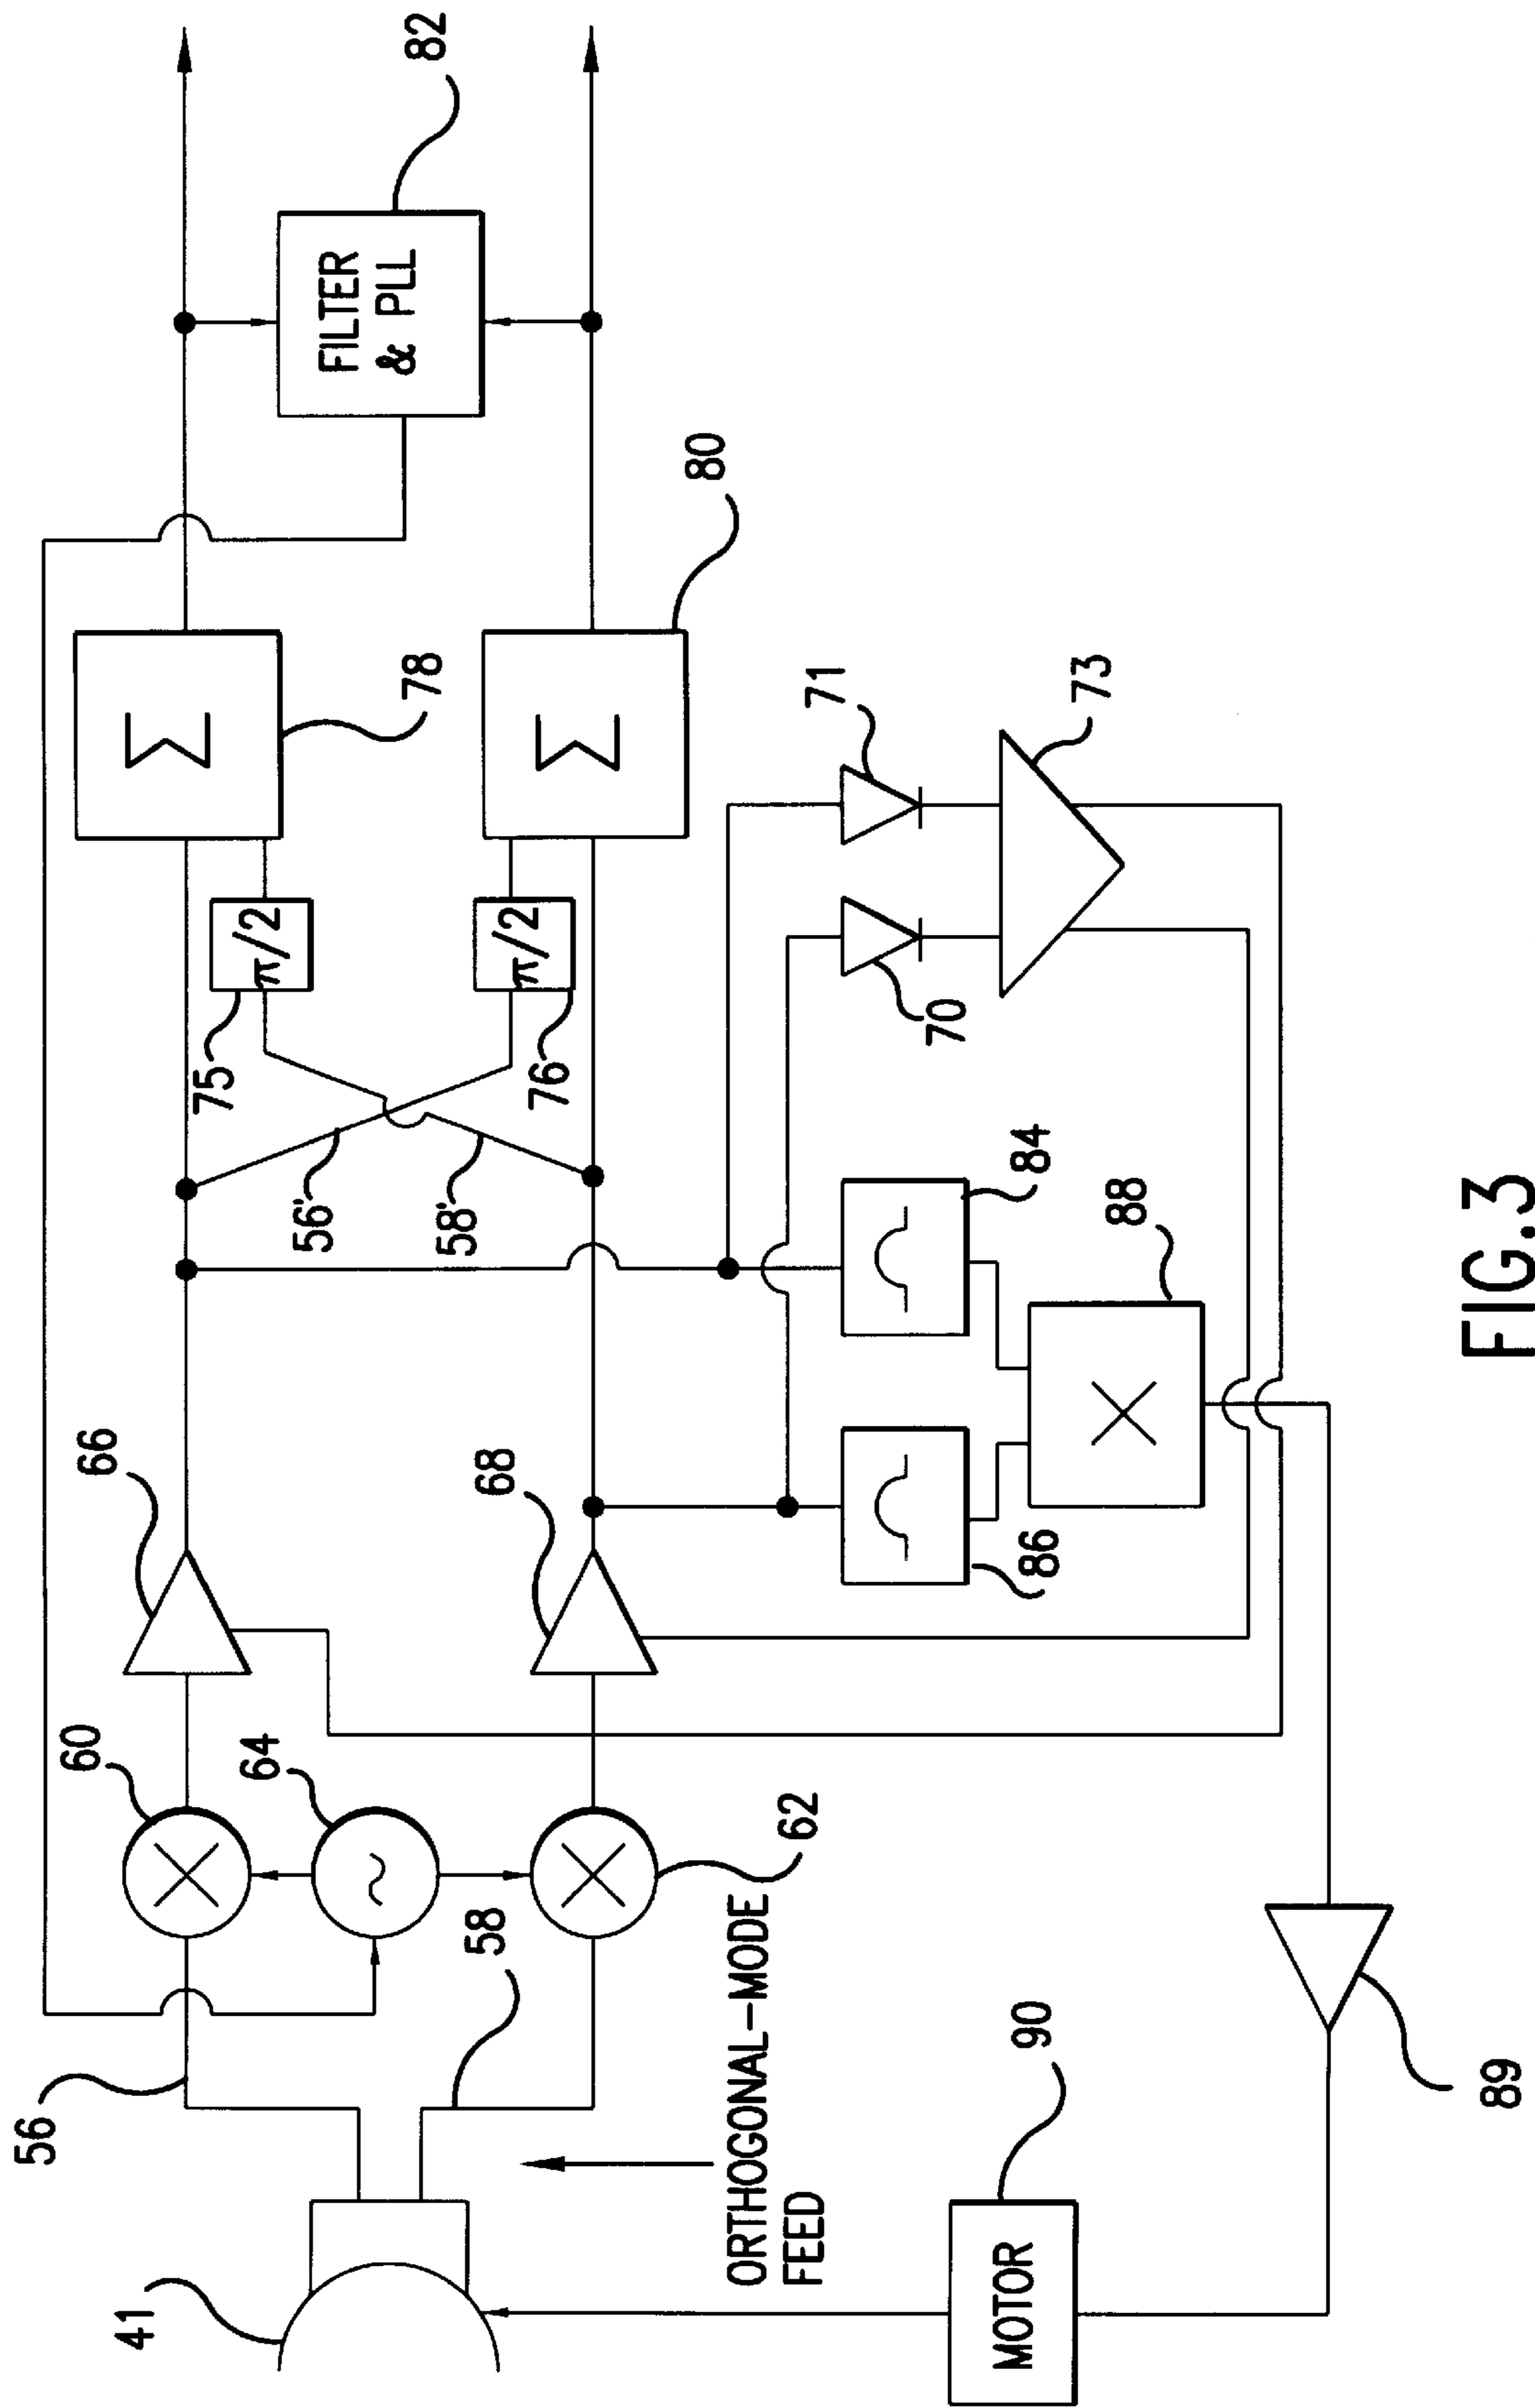 82
FILTER
& PLL
78
Σ
80
Σ
71
73
π/2
75
π/2
76
70
56'
58'
84
88
86
66
68
60
64
~
62
58
56
ORTHOGONAL-MODE
FEED
41
MOTOR
90
89
FIG.3